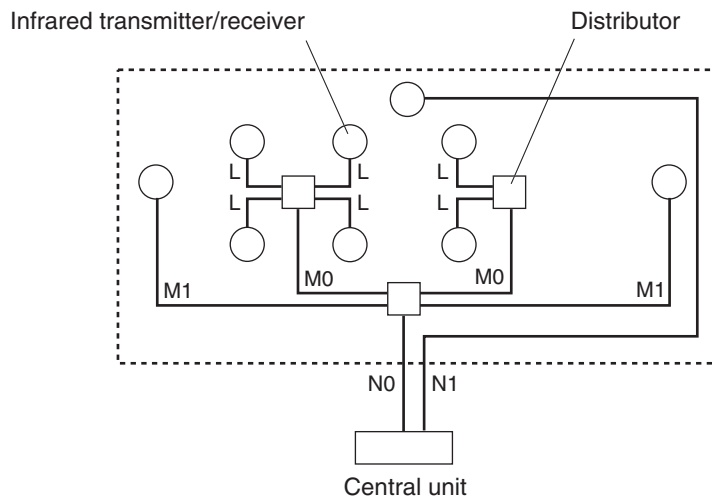 Infrared transmitter/receiver
Distributor
L
L
L
L
L
L
M1
M0
M0
M1
N0
N1
Central unit